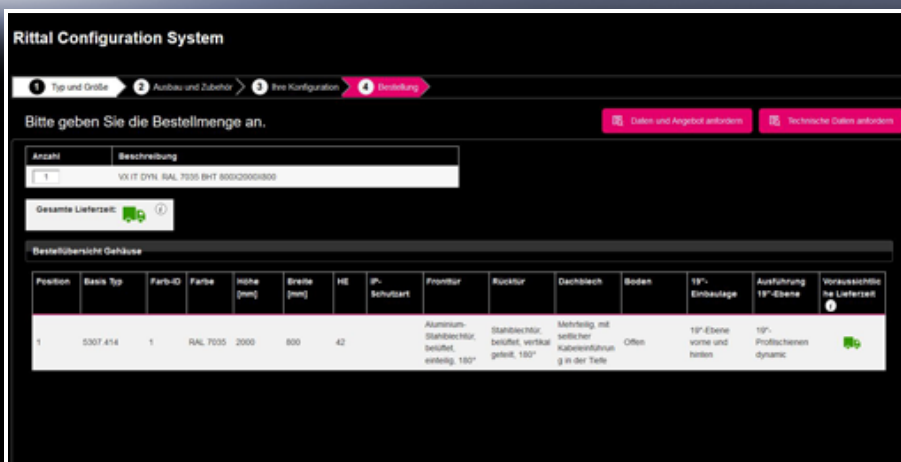 Rittal Configuration System
1 Typ und Größe 2 Ausbau und Zubehör 3 Ihre Konfiguration 4 Bestellung
Bitte geben Sie die Bestellmenge an.
Daten und Angebot anfordern
Technische Daten anfordern
Anzahl Beschreibung
1 VX IT DYN. RAL 7035 BHT 800X2000X800
Gesamte Lieferzeit: i
Bestellübersicht Gehäuse
Position Basis Typ Farb-ID Farbe Höhe [mm] Breite [mm] HE IP-Schutzart Fronttür Rücktür Dachblech Boden 19"-Einbaulage Ausführung 19"-Ebene Voraussichtliche Lieferzeit i
1 5307.414 1 RAL 7035 2000 800 42 Aluminium-Stahlblechtür, belüftet, einteilig, 180° Stahlblechtür, belüftet, vertikal geteilt, 180° Mehrteilig, mit seitlicher Kabeleinführung in der Tiefe Offen 19"-Ebene vorne und hinten 19"-Profilschienen dynamic